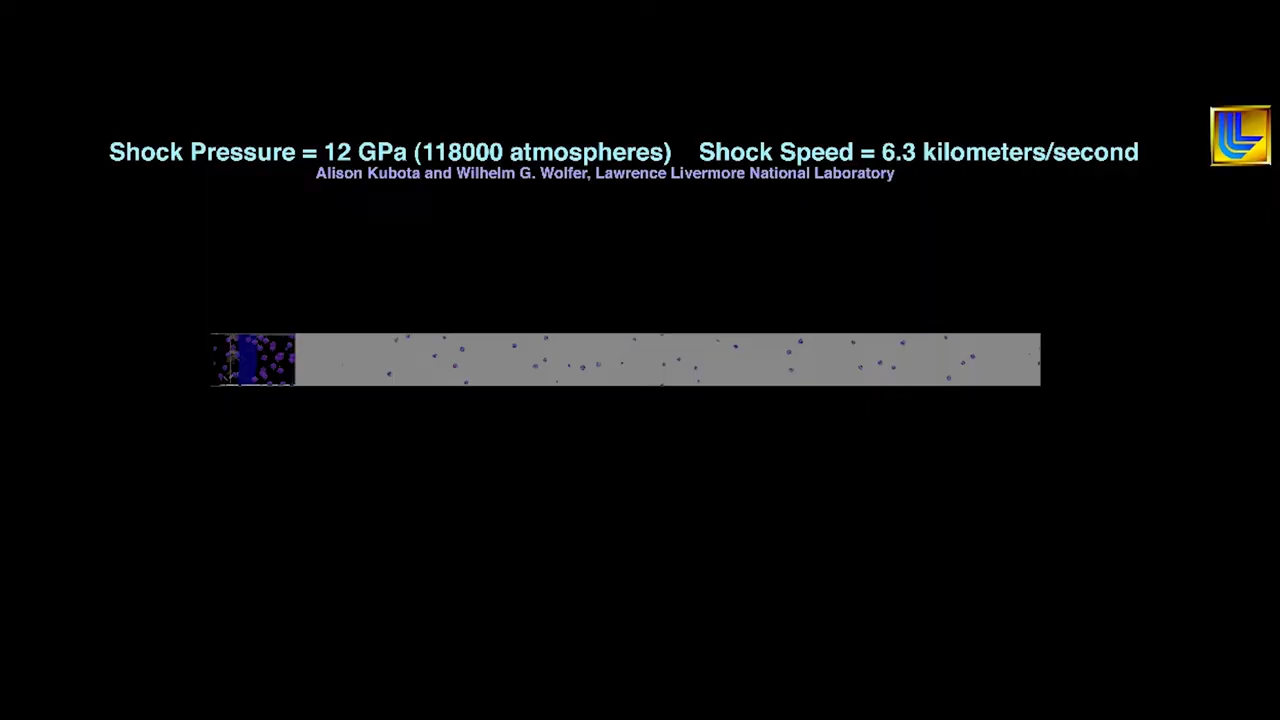 Shock Pressure = 12 GPa (118000 atmospheres) Shock Speed = 6.3 kilometers/second
Alison Kubota and Wilhelm G. Wolfer, Lawrence Livermore National Laboratory